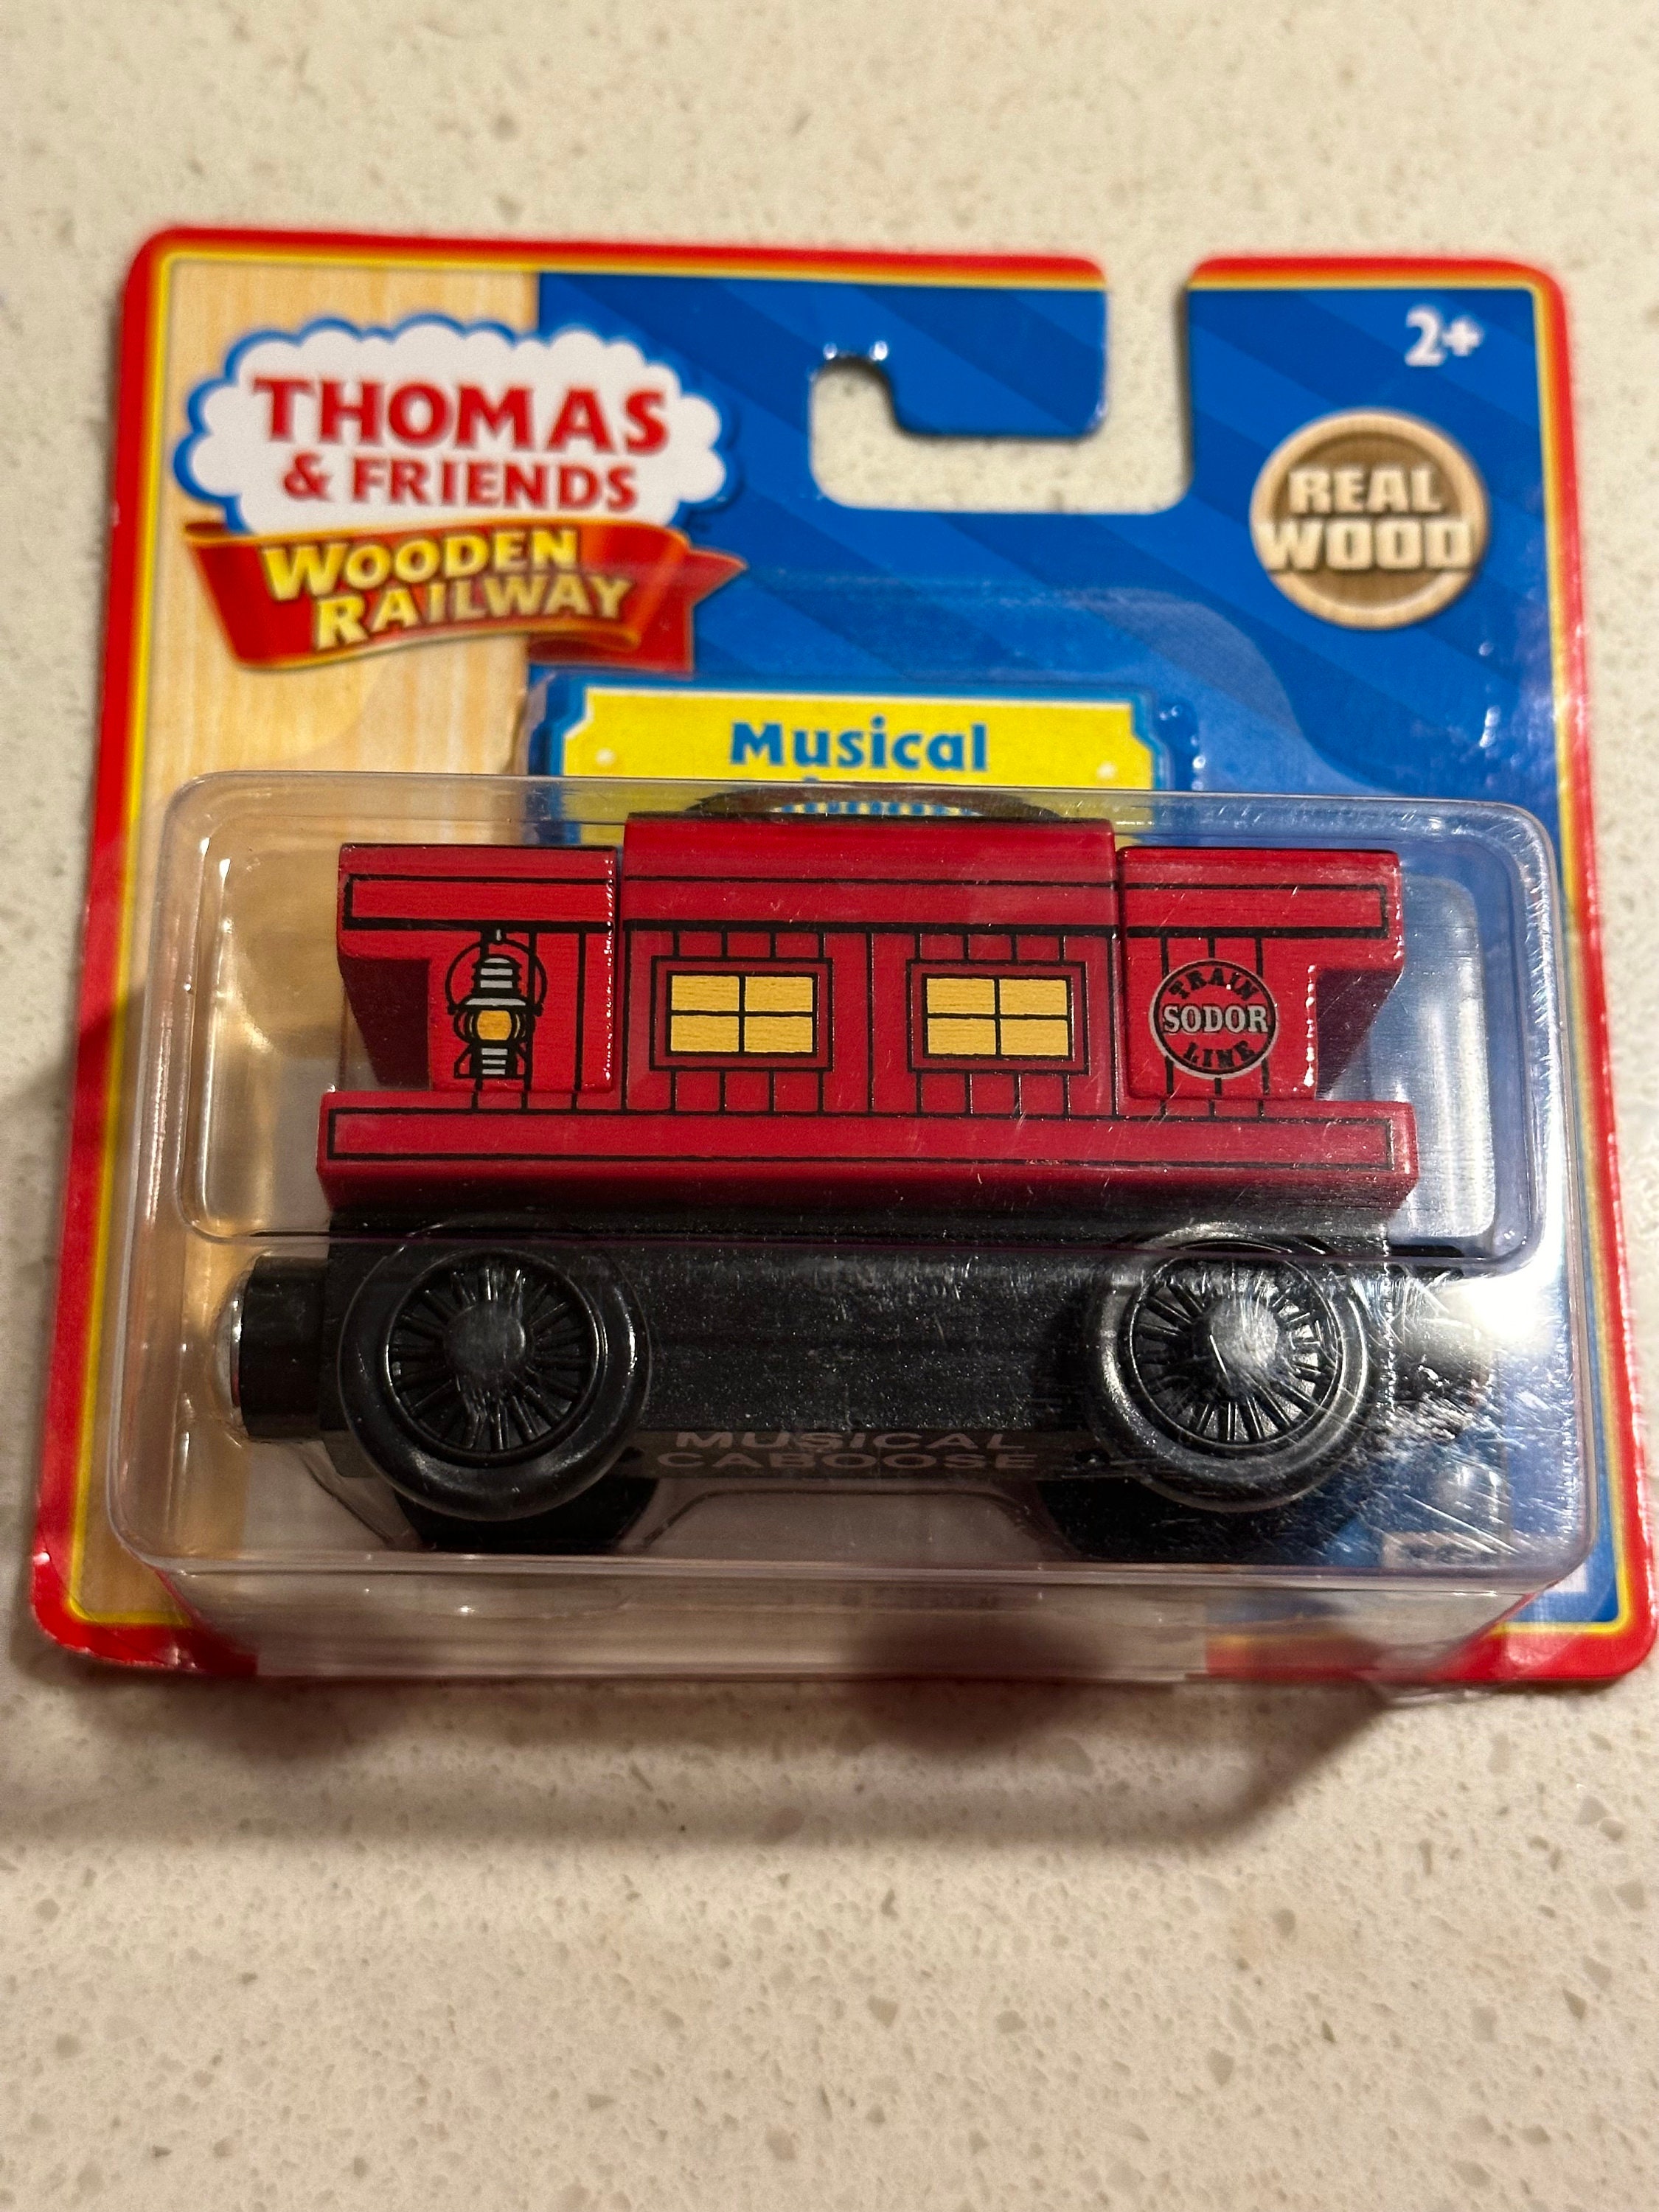 THOMAS
& FRIENDS
WOODEN
RAILWAY
2+
REAL
WOOD
Musical
TRAIN
SODOR
LINE
MUSICAL
CABOOSE